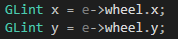 GLint x = e->wheel.x;
GLint y = e->wheel.y;